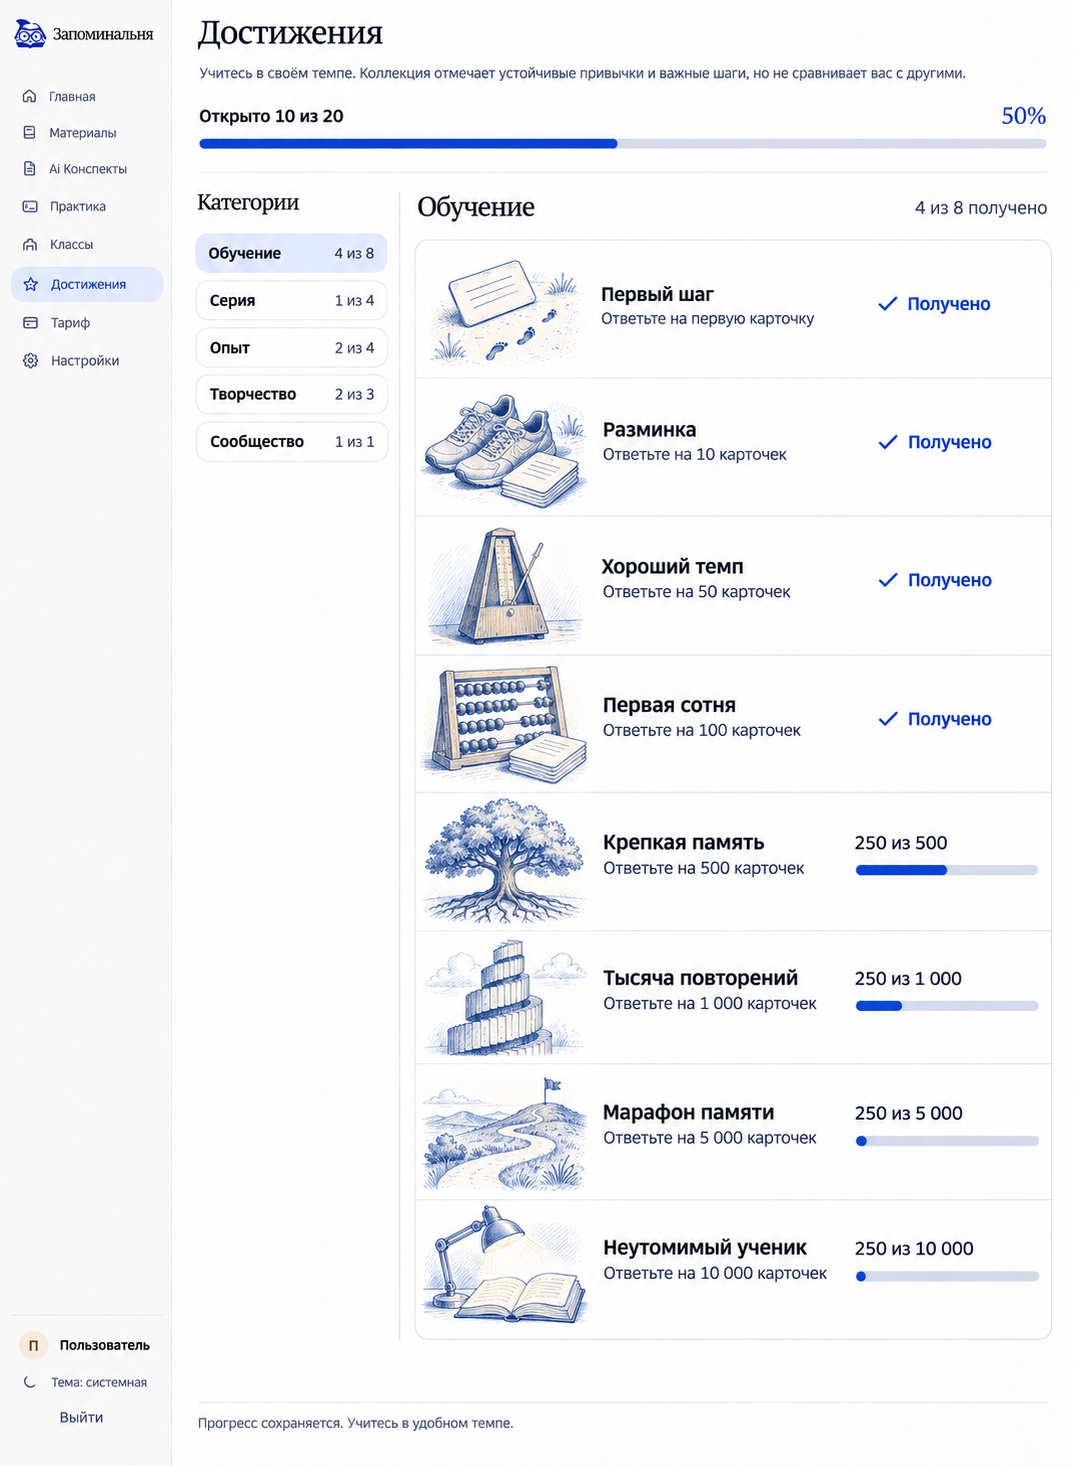 Запоминальня
Главная
Материалы
Ai Конспекты
Практика
Классы
Достижения
Тариф
Настройки
П Пользователь
Тема: системная
Выйти
Достижения
Учитесь в своём темпе. Коллекция отмечает устойчивые привычки и важные шаги, но не сравнивает вас с другими.
Открыто 10 из 20 50%
Категории
Обучение 4 из 8
Серия 1 из 4
Опыт 2 из 4
Творчество 2 из 3
Сообщество 1 из 1
Обучение 4 из 8 получено
Первый шаг
Ответьте на первую карточку
Получено
Разминка
Ответьте на 10 карточек
Получено
Хороший темп
Ответьте на 50 карточек
Получено
Первая сотня
Ответьте на 100 карточек
Получено
Крепкая память
Ответьте на 500 карточек
250 из 500
Тысяча повторений
Ответьте на 1 000 карточек
250 из 1 000
Марафон памяти
Ответьте на 5 000 карточек
250 из 5 000
Неутомимый ученик
Ответьте на 10 000 карточек
250 из 10 000
Прогресс сохраняется. Учитесь в удобном темпе.